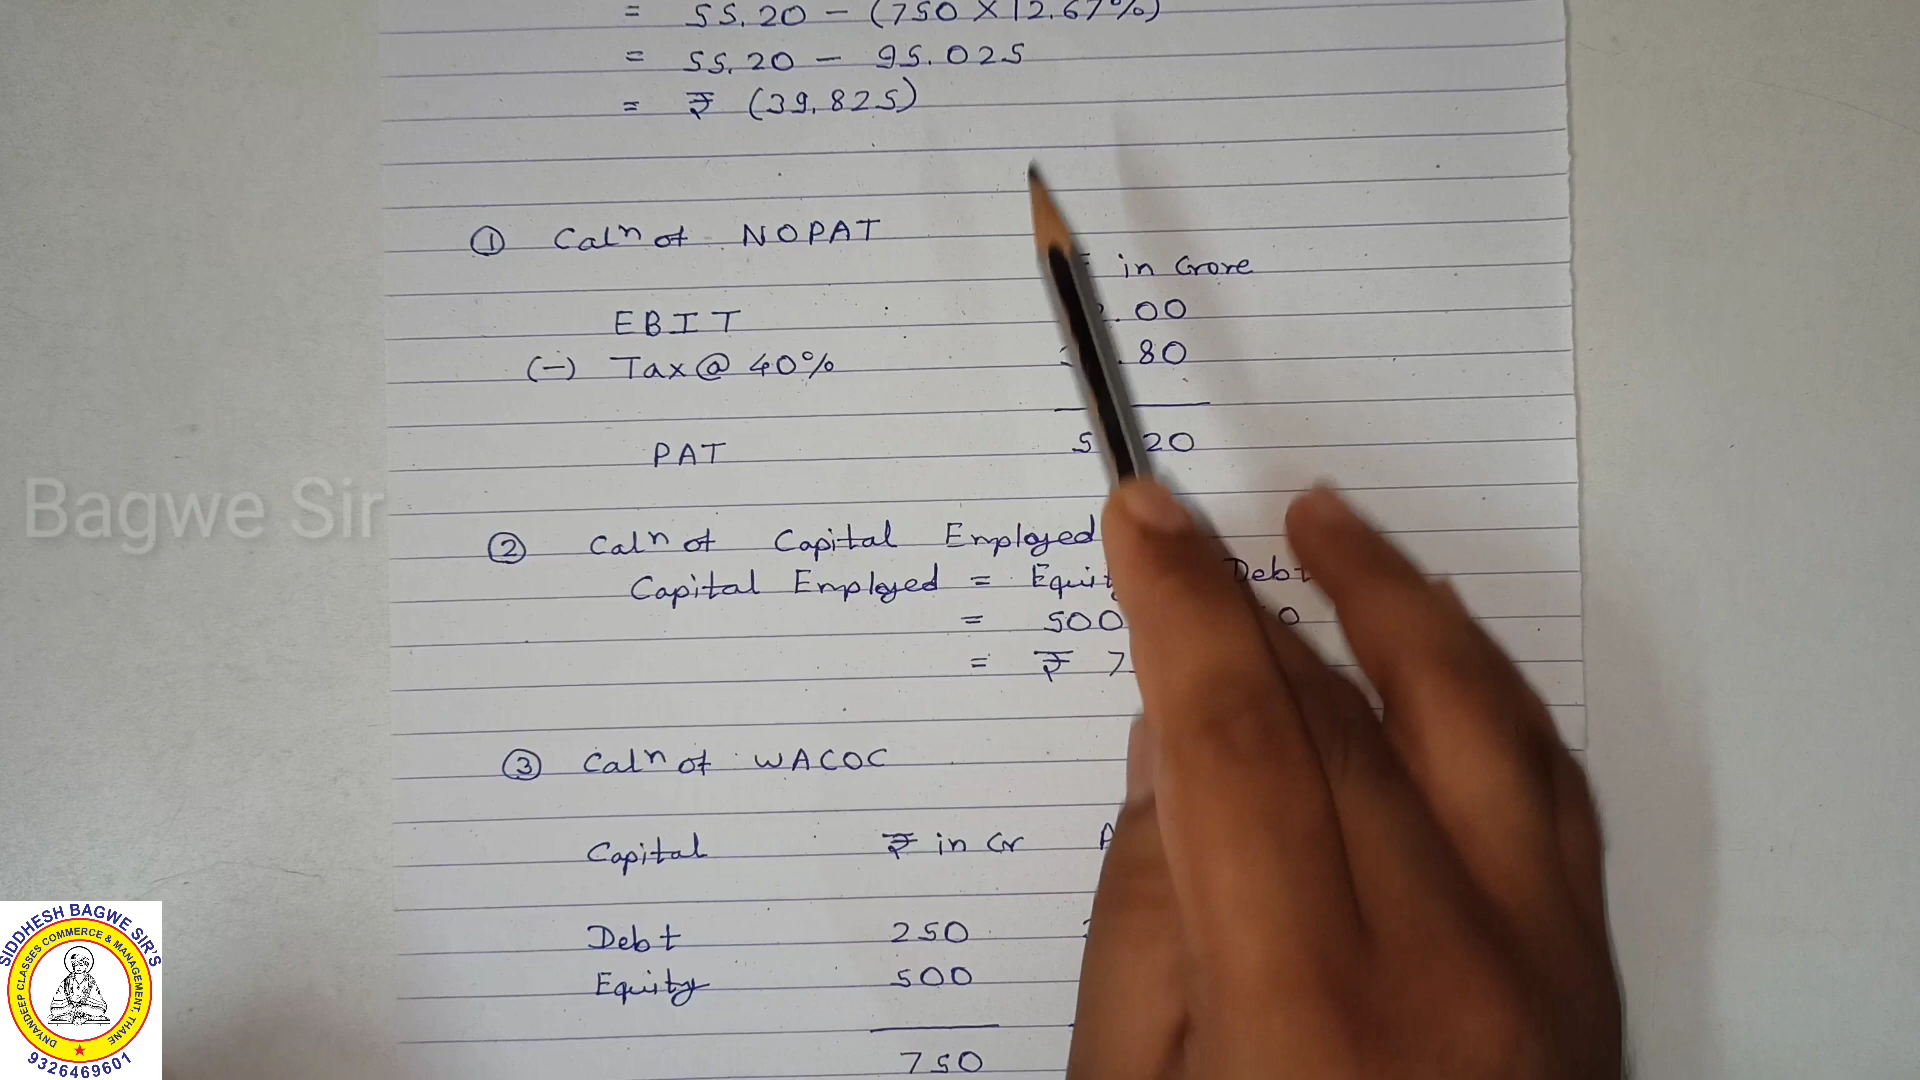 = 55.20 - (750 X 12.67%)
= 55.20 - 95.025
= ₹ (39.825)
① Calⁿ of NOPAT
in Crore
EBIT .00
(-) Tax @ 40% .80
PAT 5 20
Bagwe Sir
② Calⁿ of Capital Employed
Capital Employed = Debt
= 500
= ₹ 7
③ Calⁿ of WACOC
Capital ₹ in Cr
Debt 250
Equity 500
750
SIDDHESH BAGWE SIR'S
DNYANDEEP CLASSES COMMERCE & MANAGEMENT, THANE
9326469601